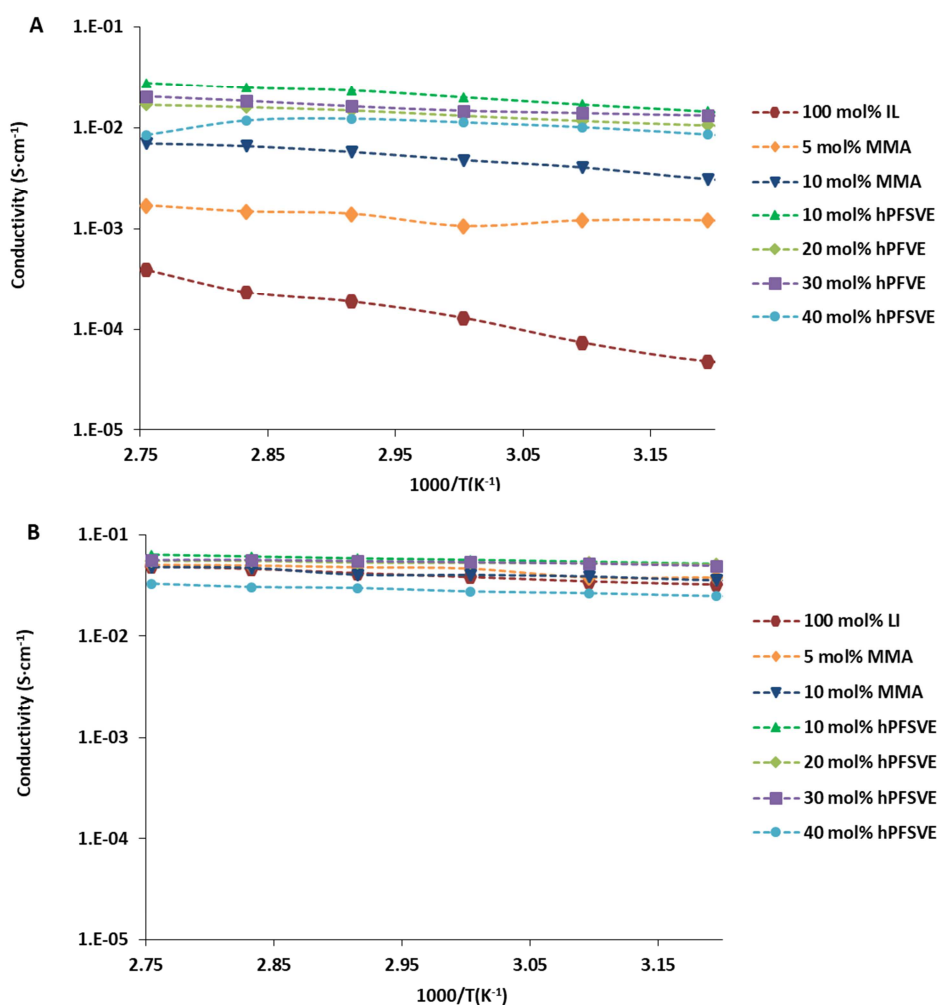 A
1.E-01
1.E-02
1.E-03
1.E-04
1.E-05
Conductivity (S·cm⁻¹)
2.75 2.85 2.95 3.05 3.15
1000/T(K⁻¹)
100 mol% IL
5 mol% MMA
10 mol% MMA
10 mol% hPFSVE
20 mol% hPFVE
30 mol% hPFVE
40 mol% hPFSVE
B
1.E-01
1.E-02
1.E-03
1.E-04
1.E-05
Conductivity (S·cm⁻¹)
2.75 2.85 2.95 3.05 3.15
1000/T(K⁻¹)
100 mol% LI
5 mol% MMA
10 mol% MMA
10 mol% hPFSVE
20 mol% hPFSVE
30 mol% hPFSVE
40 mol% hPFSVE